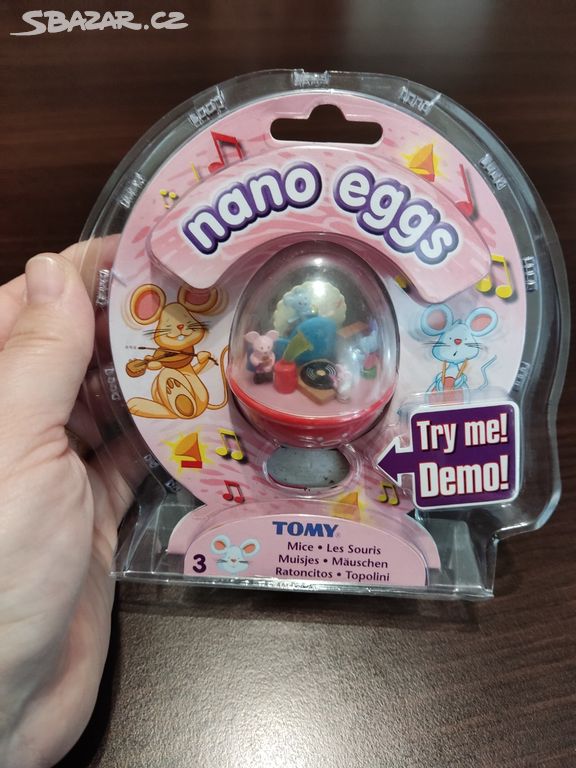 SBAZAR.CZ
nano eggs
Try me!
Demo!
TOMY
Mice • Les Souris
Muisjes • Mäuschen
Ratoncitos • Topolini
3